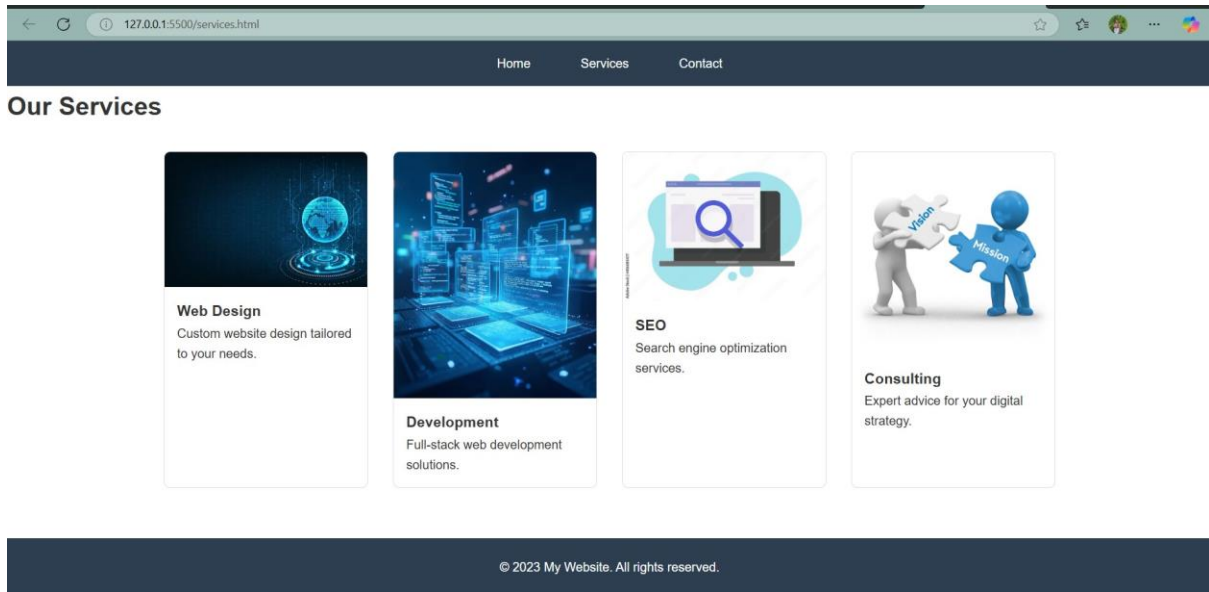 127.0.0.1:5500/services.html
Home Services Contact
Our Services
Vision
Mission
Web Design
Custom website design tailored
to your needs.
Development
Full-stack web development
solutions.
SEO
Search engine optimization
services.
Consulting
Expert advice for your digital
strategy.
© 2023 My Website. All rights reserved.